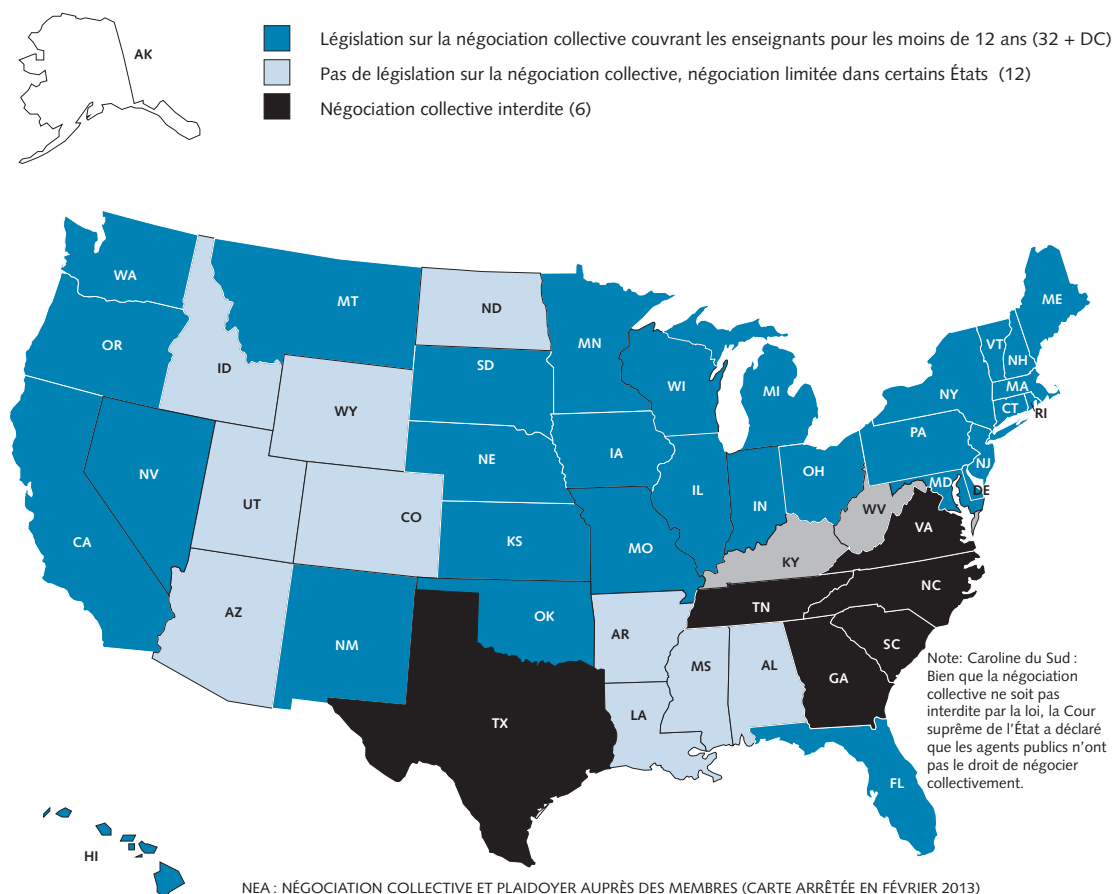 AK
Législation sur la négociation collective couvrant les enseignants pour les moins de 12 ans (32 + DC)
Pas de législation sur la négociation collective, négociation limitée dans certains États (12)
Négociation collective interdite (6)
WA
MT
ND
MN
ME
OR
ID
SD
WI
MI
VT
NH
NY
MA
CT
RI
WY
NE
IA
PA
NJ
NV
UT
CO
IL
IN
OH
MD
DE
CA
KS
MO
WV
VA
KY
AZ
NM
OK
AR
TN
NC
SC
MS
AL
GA
TX
LA
FL
Note: Caroline du Sud :
Bien que la négociation
collective ne soit pas
interdite par la loi, la Cour
suprême de l'État a déclaré
que les agents publics n'ont
pas le droit de négocier
collectivement.
HI
NEA : NÉGOCIATION COLLECTIVE ET PLAIDOYER AUPRÈS DES MEMBRES (CARTE ARRÊTÉE EN FÉVRIER 2013)